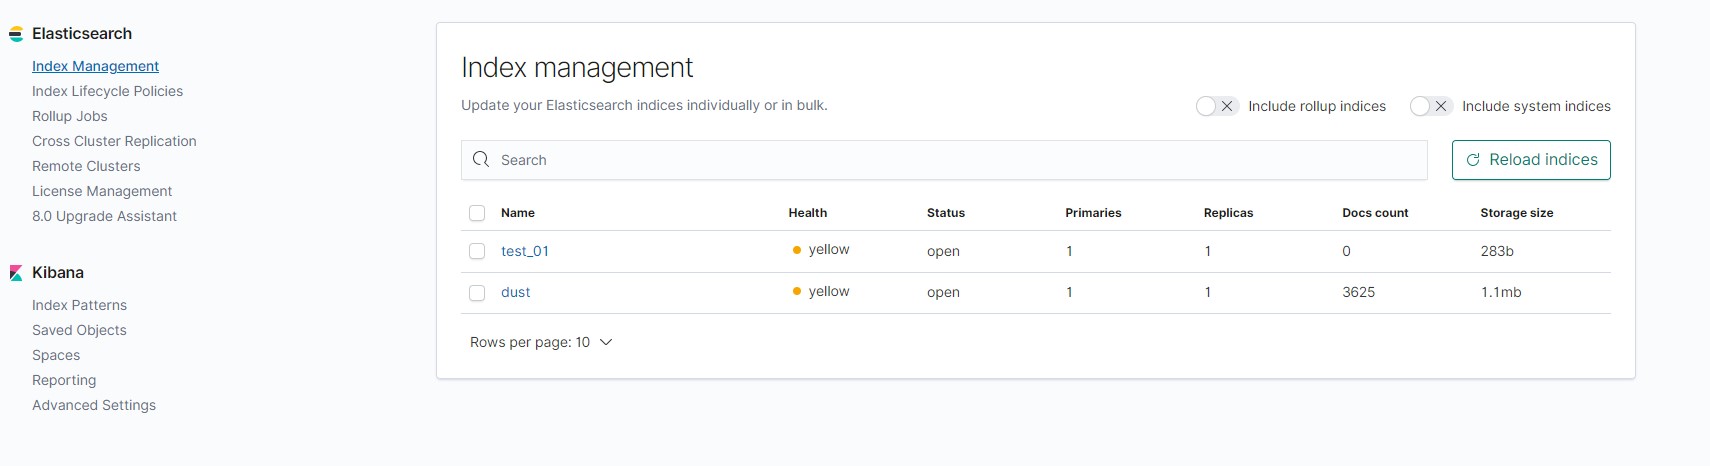 Elasticsearch
Index Management
Index Lifecycle Policies
Rollup Jobs
Cross Cluster Replication
Remote Clusters
License Management
8.0 Upgrade Assistant
Kibana
Index Patterns
Saved Objects
Spaces
Reporting
Advanced Settings
Index management
Update your Elasticsearch indices individually or in bulk.
Include rollup indices Include system indices
Search Reload indices
Name Health Status Primaries Replicas Docs count Storage size
test_01 yellow open 1 1 0 283b
dust yellow open 1 1 3625 1.1mb
Rows per page: 10